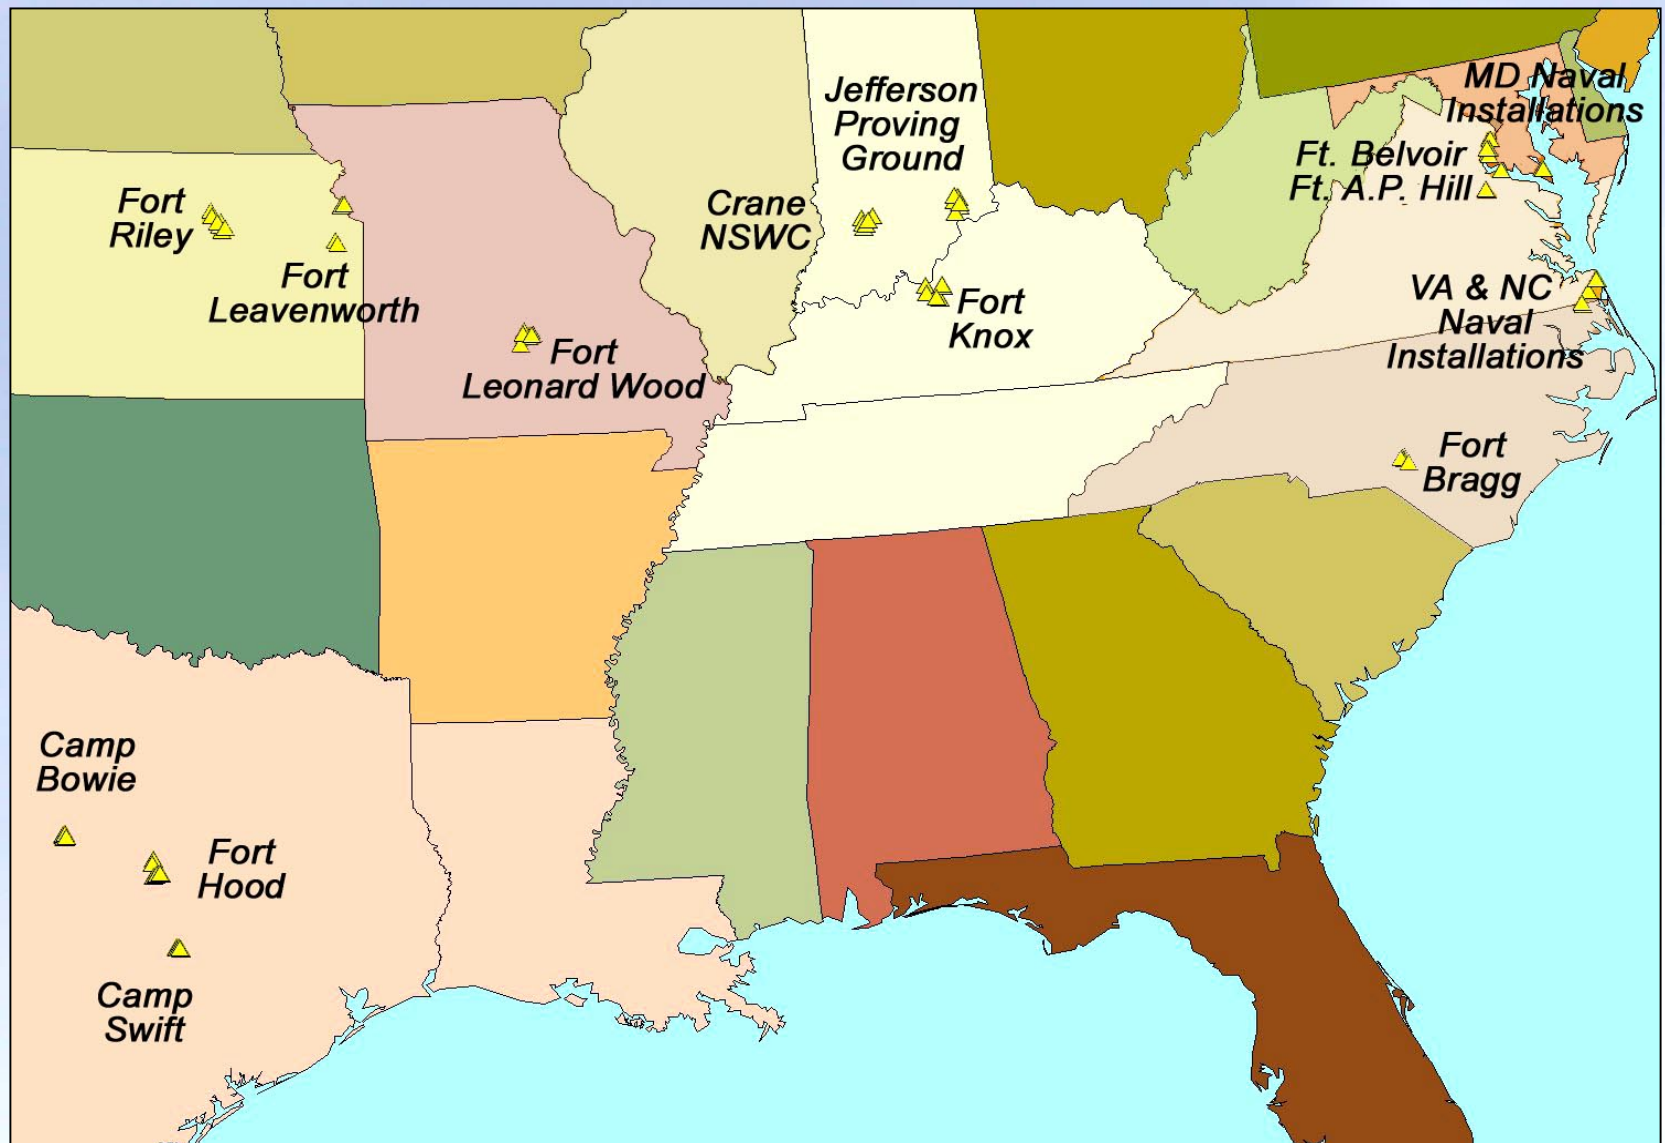 Jefferson
Proving
Ground
MD Naval
Installations
Ft. Belvoir
Ft. A.P. Hill
Fort
Riley
Crane
NSWC
Fort
Leavenworth
Fort
Knox
VA & NC
Naval
Installations
Fort
Leonard Wood
Fort
Bragg
Camp
Bowie
Fort
Hood
Camp
Swift